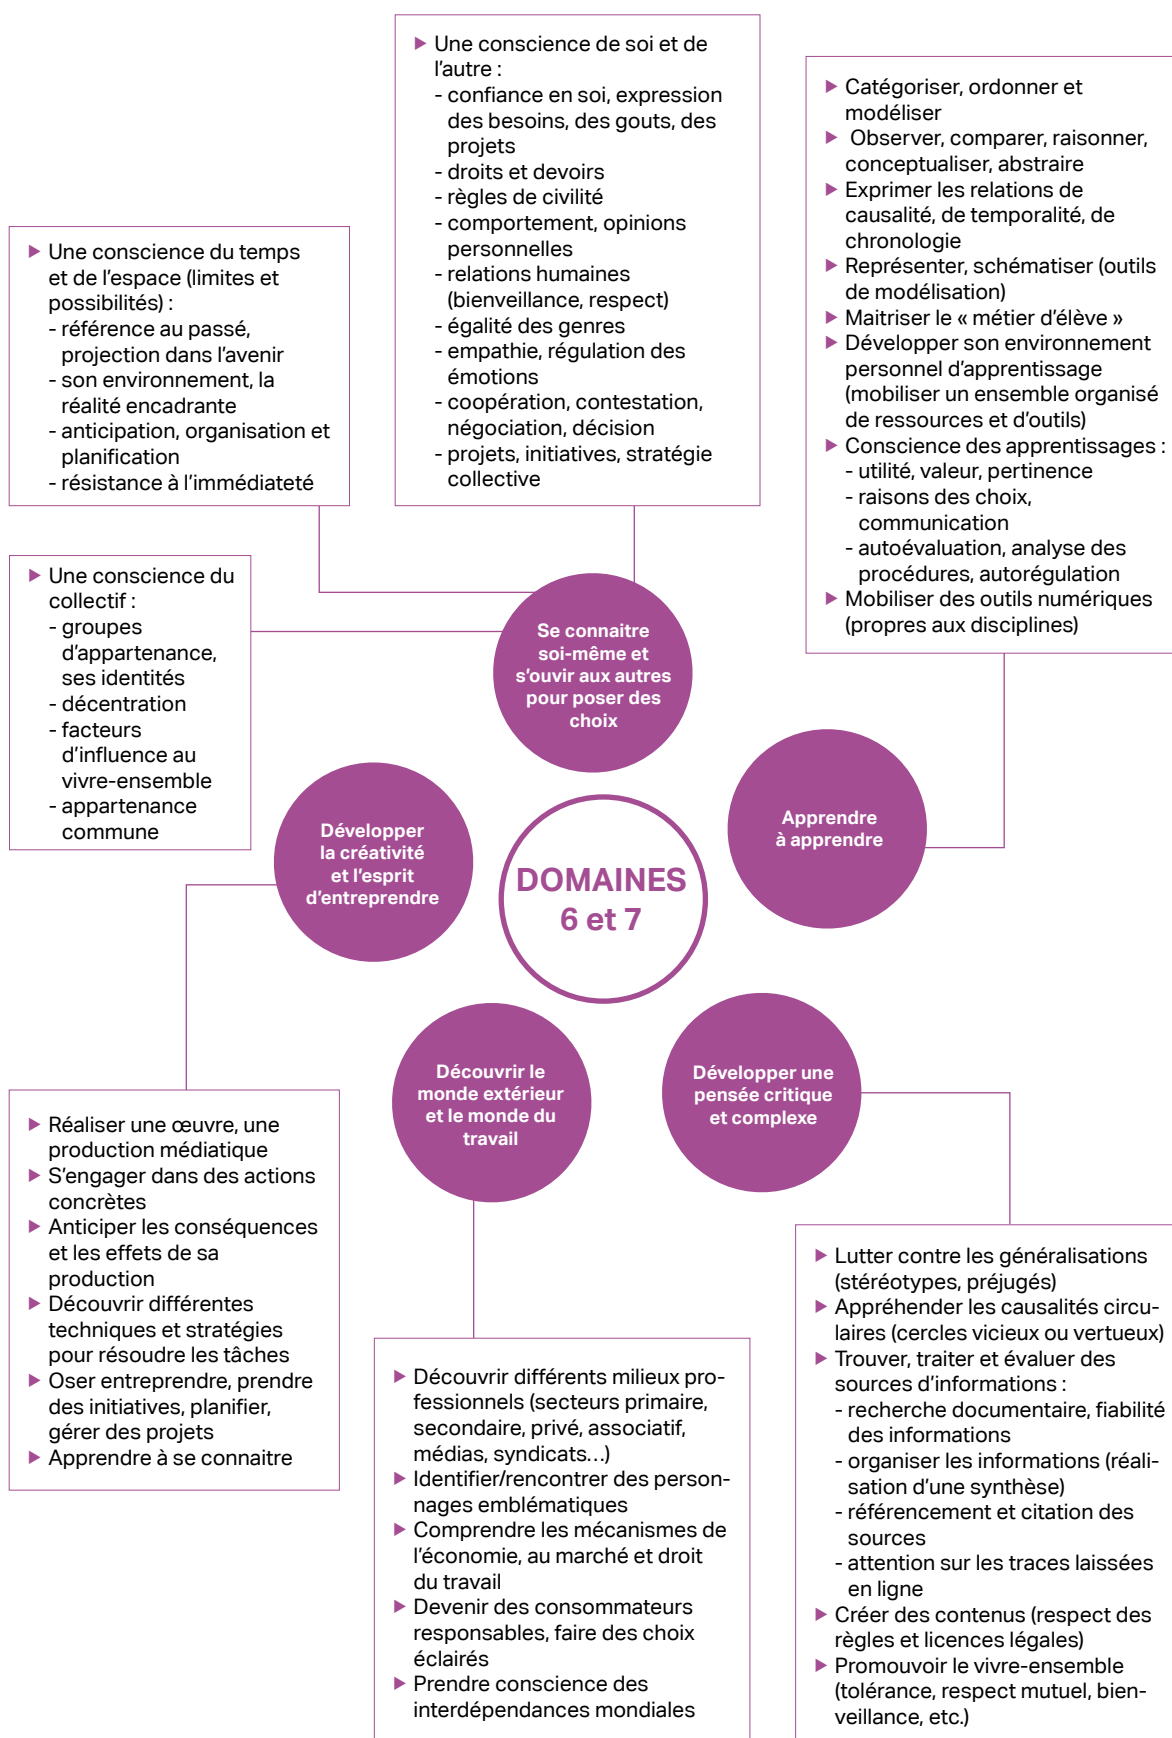 ▶ Une conscience de soi et de
l'autre :
- confiance en soi, expression
des besoins, des gouts, des
projets
- droits et devoirs
- règles de civilité
- comportement, opinions
personnelles
- relations humaines
(bienveillance, respect)
- égalité des genres
- empathie, régulation des
émotions
- coopération, contestation,
négociation, décision
- projets, initiatives, stratégie
collective
▶ Catégoriser, ordonner et
modéliser
▶ Observer, comparer, raisonner,
conceptualiser, abstraire
▶ Exprimer les relations de
causalité, de temporalité, de
chronologie
▶ Représenter, schématiser (outils
de modélisation)
▶ Maitriser le « métier d'élève »
▶ Développer son environnement
personnel d'apprentissage
(mobiliser un ensemble organisé
de ressources et d'outils)
▶ Conscience des apprentissages :
- utilité, valeur, pertinence
- raisons des choix,
communication
- autoévaluation, analyse des
procédures, autorégulation
▶ Mobiliser des outils numériques
(propres aux disciplines)
▶ Une conscience du temps
et de l'espace (limites et
possibilités) :
- référence au passé,
projection dans l'avenir
- son environnement, la
réalité encadrante
- anticipation, organisation et
planification
- résistance à l'immédiateté
▶ Une conscience du
collectif :
- groupes
d'appartenance,
ses identités
- décentration
- facteurs
d'influence au
vivre-ensemble
- appartenance
commune
Se connaitre
soi-même et
s'ouvir aux autres
pour poser des
choix
Apprendre
à apprendre
Développer
la créativité
et l'esprit
d'entreprendre
DOMAINES
6 et 7
Découvrir le
monde extérieur
et le monde du
travail
Développer une
pensée critique
et complexe
▶ Réaliser une œuvre, une
production médiatique
▶ S'engager dans des actions
concrètes
▶ Anticiper les conséquences
et les effets de sa
production
▶ Découvrir différentes
techniques et stratégies
pour résoudre les tâches
▶ Oser entreprendre, prendre
des initiatives, planifier,
gérer des projets
▶ Apprendre à se connaitre
▶ Découvrir différents milieux pro-
fessionnels (secteurs primaire,
secondaire, privé, associatif,
médias, syndicats…)
▶ Identifier/rencontrer des person-
nages emblématiques
▶ Comprendre les mécanismes de
l'économie, au marché et droit
du travail
▶ Devenir des consommateurs
responsables, faire des choix
éclairés
▶ Prendre conscience des
interdépendances mondiales
▶ Lutter contre les généralisations
(stéréotypes, préjugés)
▶ Appréhender les causalités circu-
laires (cercles vicieux ou vertueux)
▶ Trouver, traiter et évaluer des
sources d'informations :
- recherche documentaire, fiabilité
des informations
- organiser les informations (réali-
sation d'une synthèse)
- référencement et citation des
sources
- attention sur les traces laissées
en ligne
▶ Créer des contenus (respect des
règles et licences légales)
▶ Promouvoir le vivre-ensemble
(tolérance, respect mutuel, bien-
veillance, etc.)